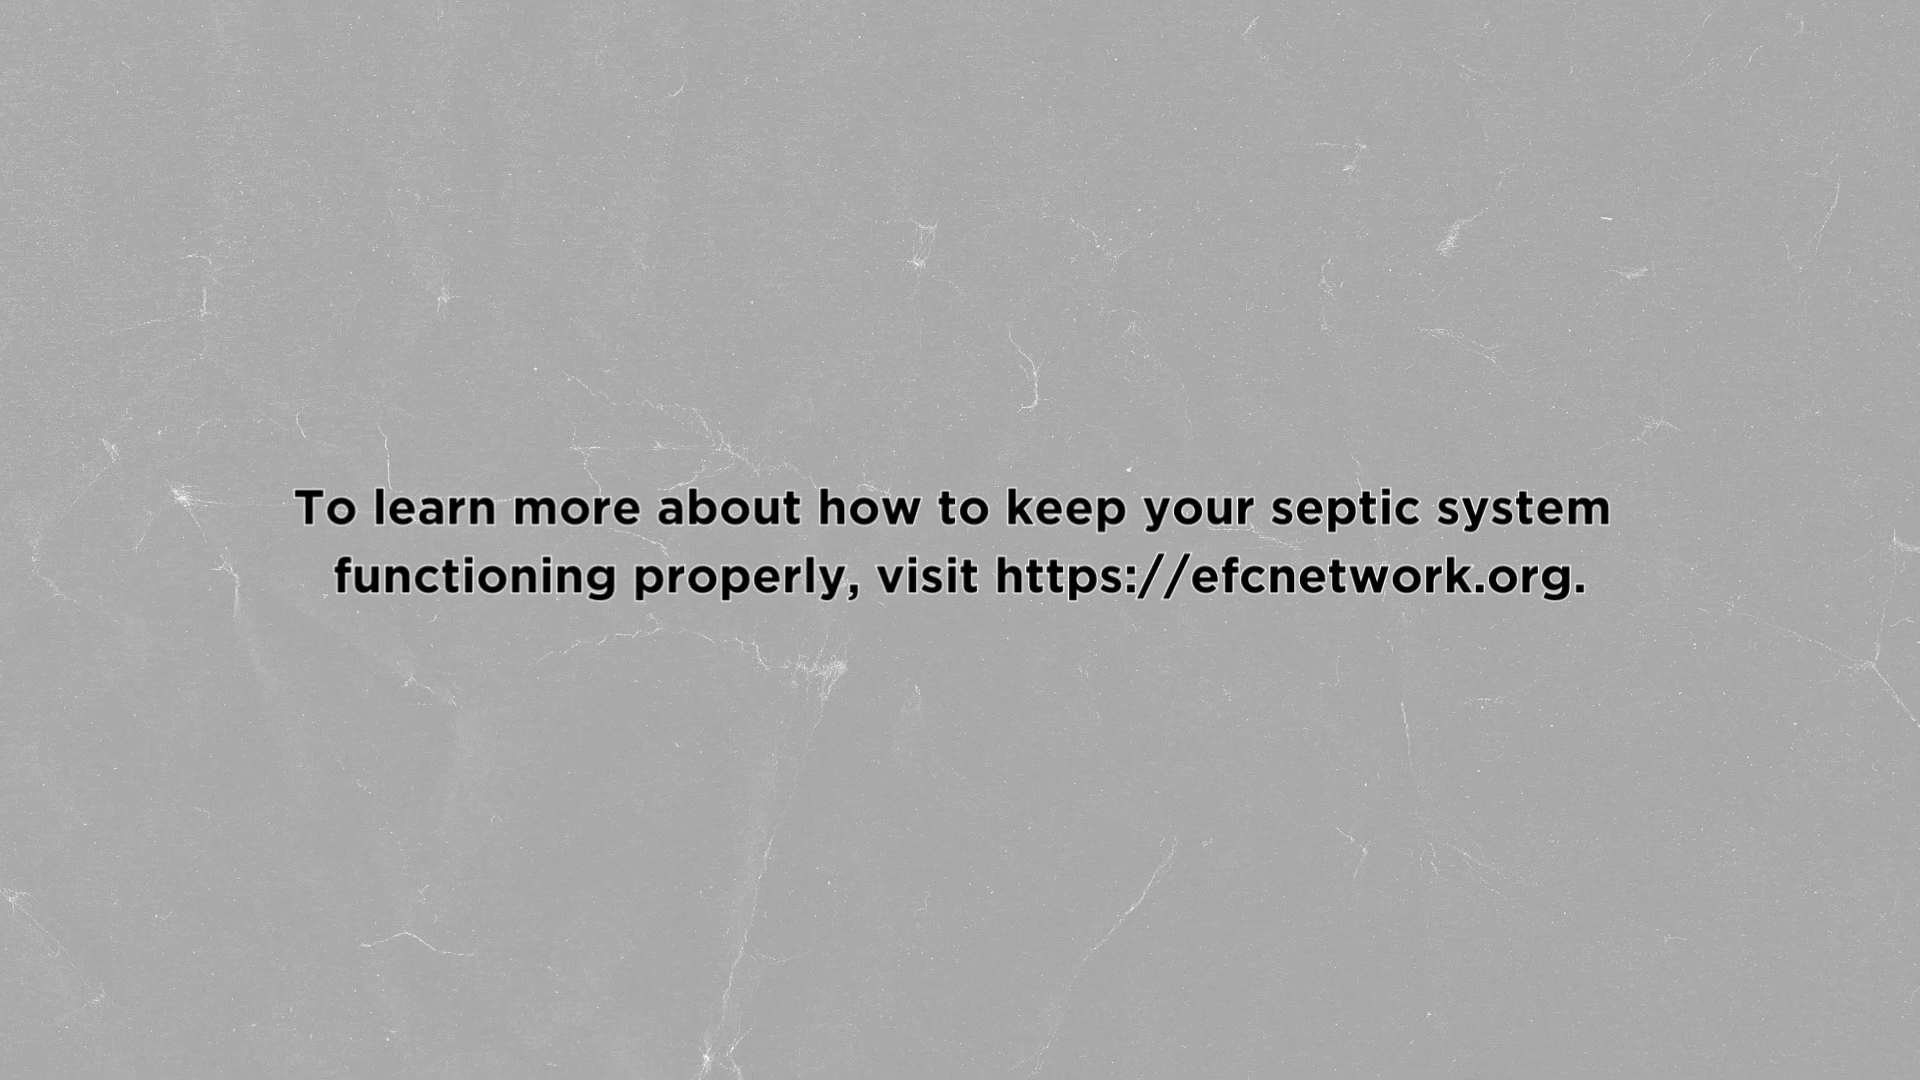 To learn more about how to keep your septic system
functioning properly, visit https://efcnetwork.org.